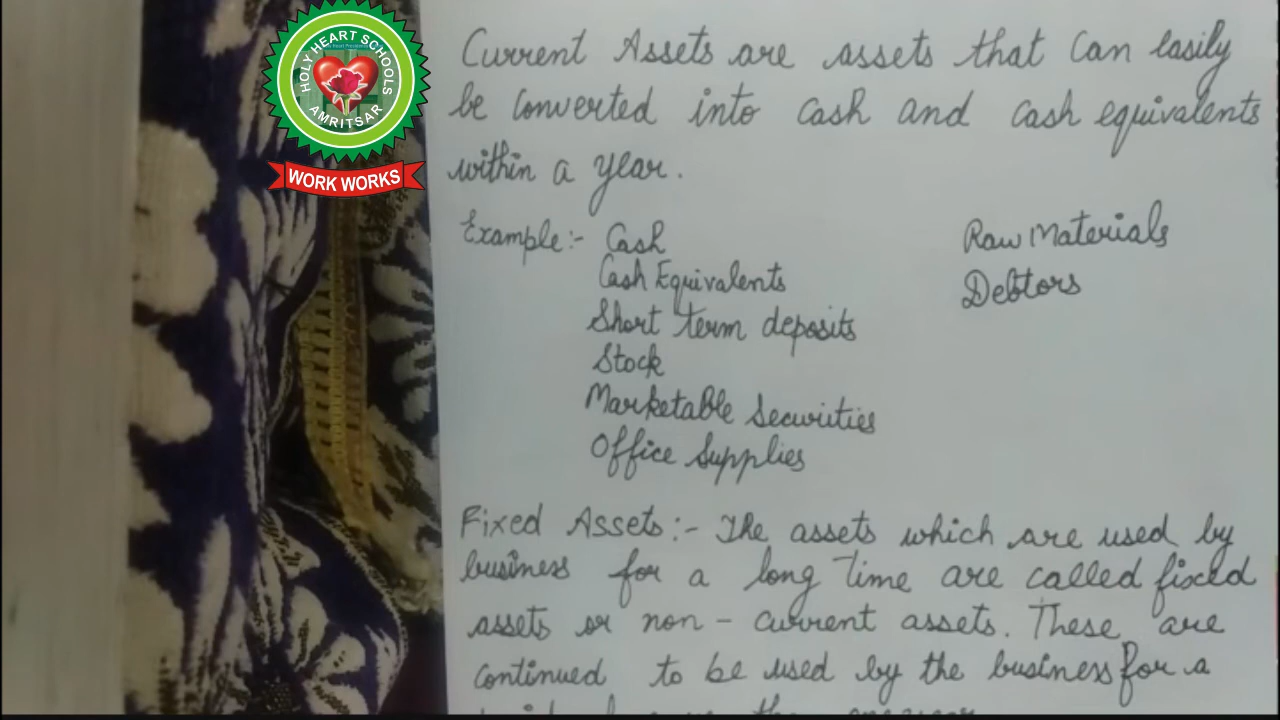 HOLY HEART SCHOOLS
AMRITSAR
WORK WORKS
Current Assets are assets that can easily
be converted into cash and cash equivalents
within a year.
Example:- Cash
Raw Materials
Cash Equivalents
Debtors
Short term deposits
Stock
Marketable Securities
Office Supplies
Fixed Assets:- The assets which are used by
business for a long time are called fixed
assets or non-current assets. These are
continued to be used by the business for a